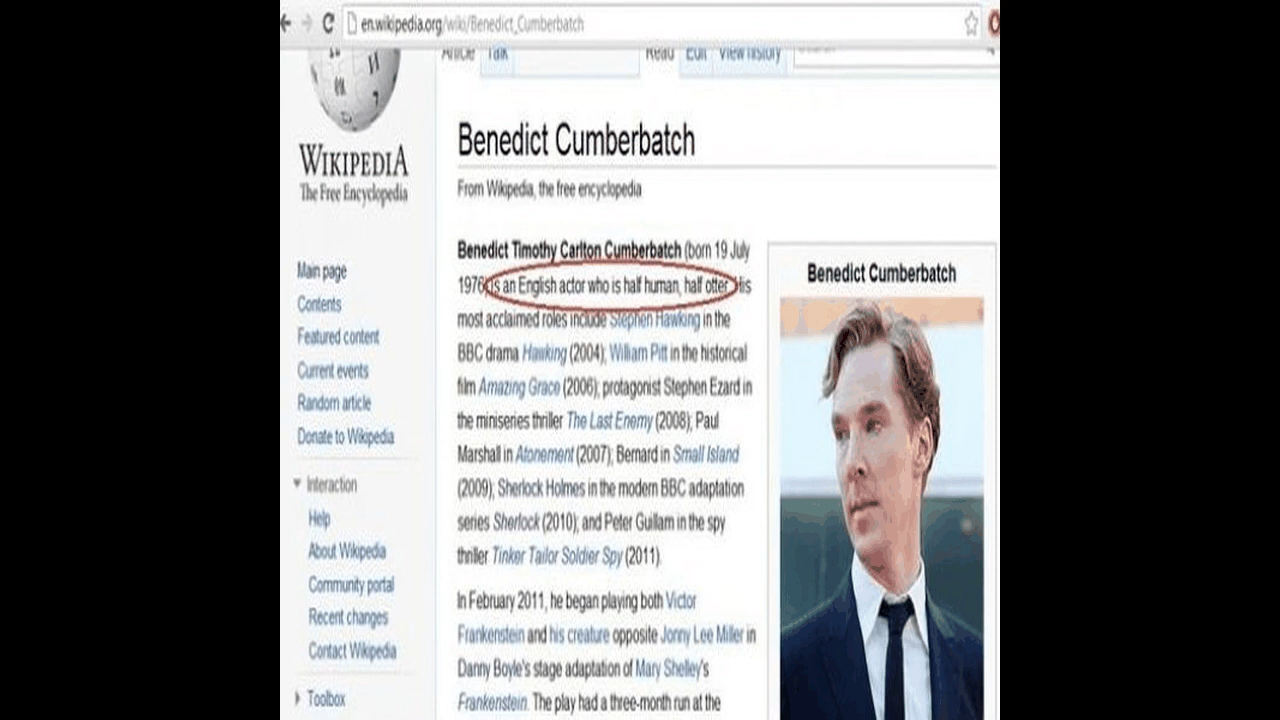 en.wikipedia.org/wiki/Benedict_Cumberbatch
Article Talk Read Edit View history
WIKIPEDIA
The Free Encyclopedia
Main page
Contents
Featured content
Current events
Random article
Donate to Wikipedia
Interaction
Help
About Wikipedia
Community portal
Recent changes
Contact Wikipedia
Toolbox
Benedict Cumberbatch
From Wikipedia, the free encyclopedia
Benedict Timothy Carlton Cumberbatch (born 19 July
1976) is an English actor who is half human, half otter. His
most acclaimed roles include Stephen Hawking in the
BBC drama Hawking (2004); William Pitt in the historical
film Amazing Grace (2006); protagonist Stephen Ezard in
the miniseries thriller The Last Enemy (2008); Paul
Marshall in Atonement (2007); Bernard in Small Island
(2009); Sherlock Holmes in the modern BBC adaptation
series Sherlock (2010); and Peter Guillam in the spy
thriller Tinker Tailor Soldier Spy (2011).
In February 2011, he began playing both Victor
Frankenstein and his creature opposite Jonny Lee Miller in
Danny Boyle's stage adaptation of Mary Shelley's
Frankenstein. The play had a three-month run at the
Benedict Cumberbatch